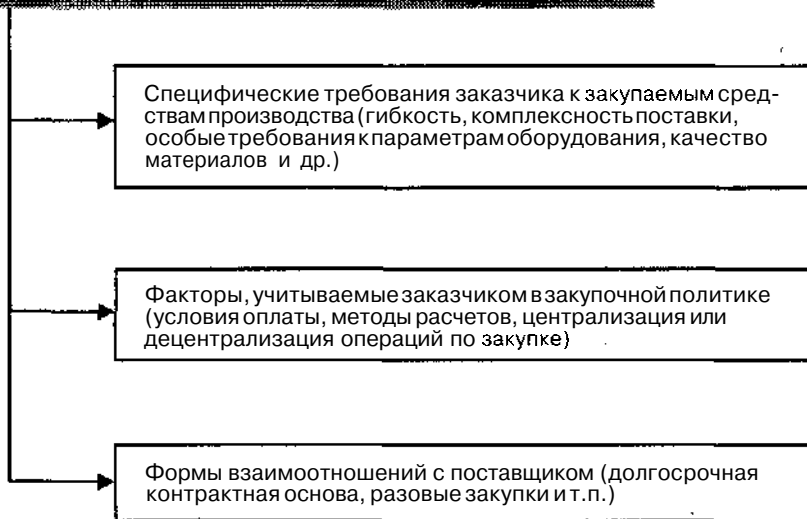 Специфические требования заказчика к закупаемым сред-
ствам производства (гибкость, комплексность поставки,
особые требования к параметрам оборудования, качество
материалов и др.)
Факторы, учитываемые заказчиком в закупочной политике
(условия оплаты, методы расчетов, централизация или
децентрализация операций по закупке)
Формы взаимоотношений с поставщиком (долгосрочная
контрактная основа, разовые закупки и т.п.)